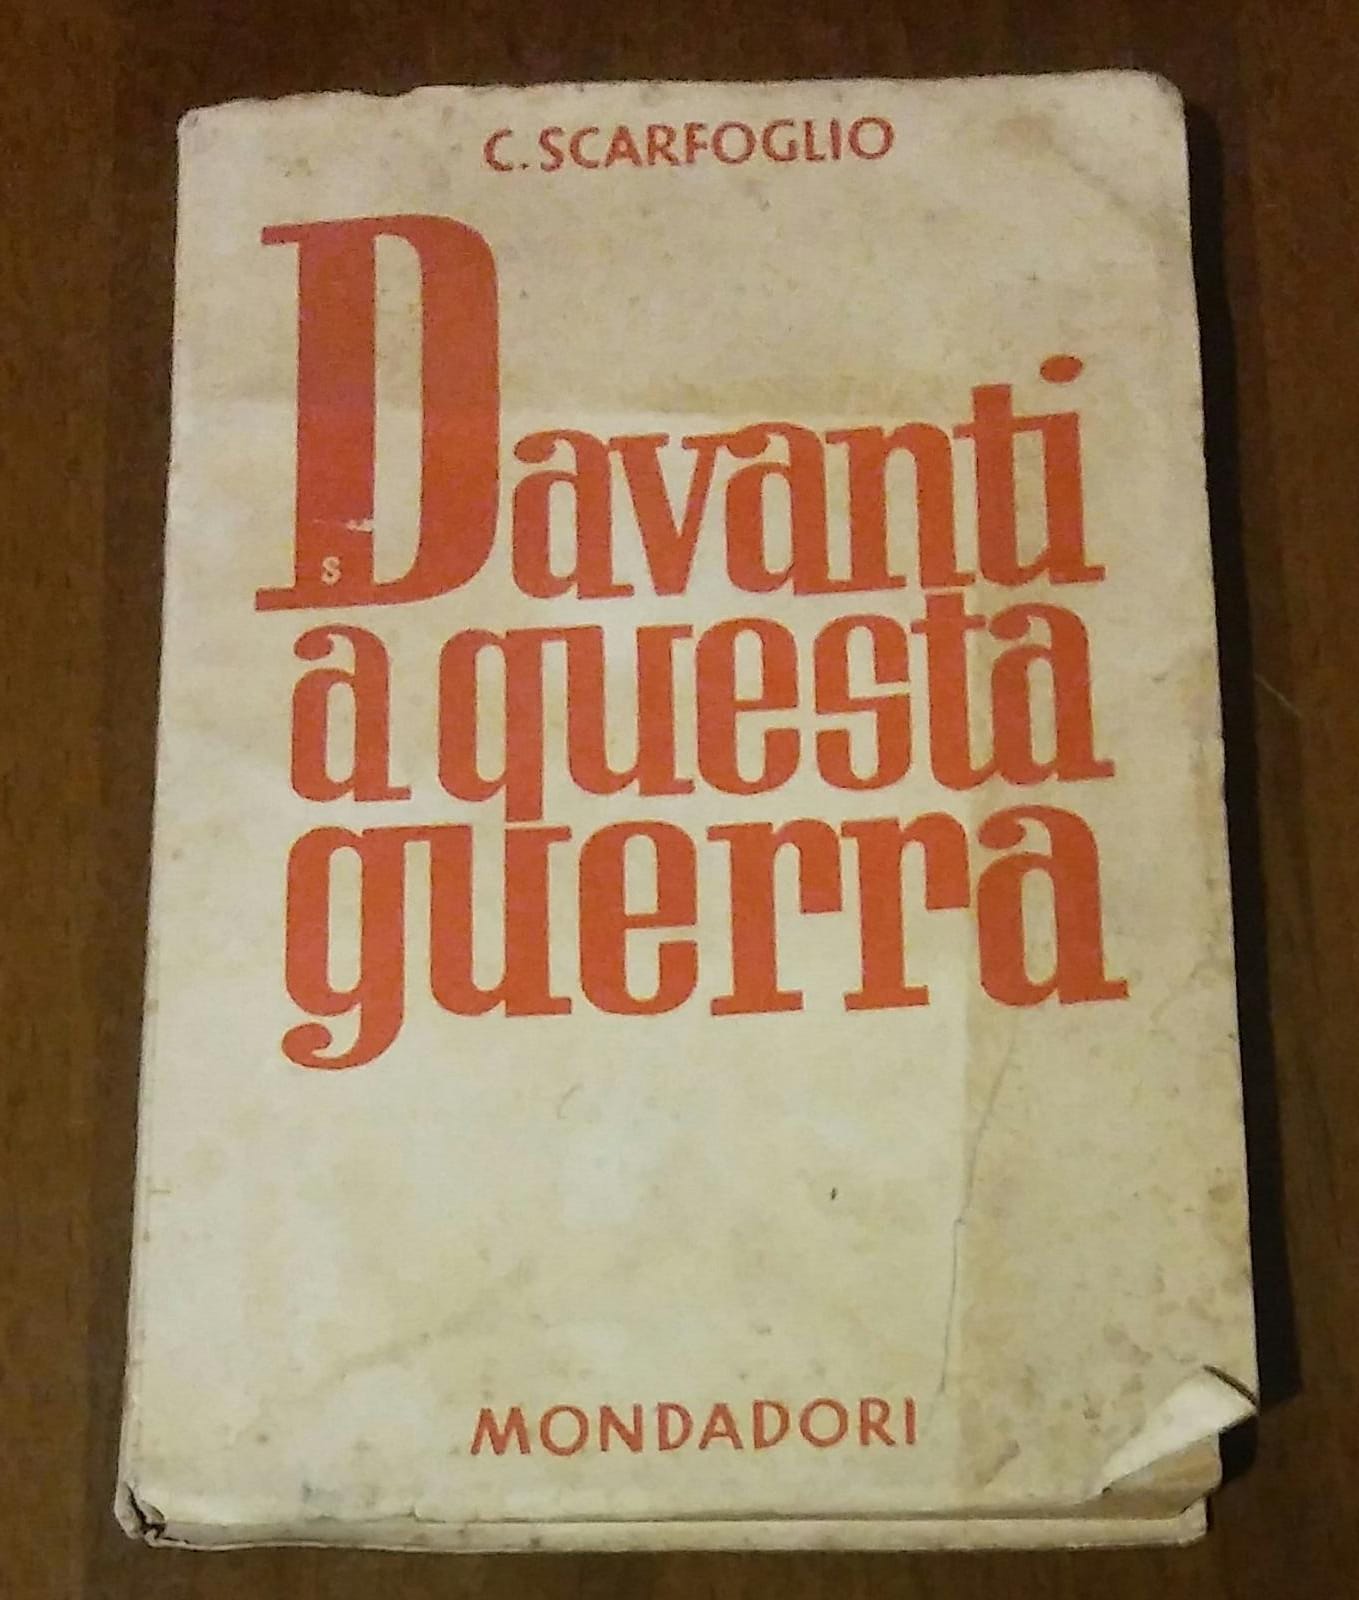 C. SCARFOGLIO
Davanti
s
a questa
guerra
MONDADORI